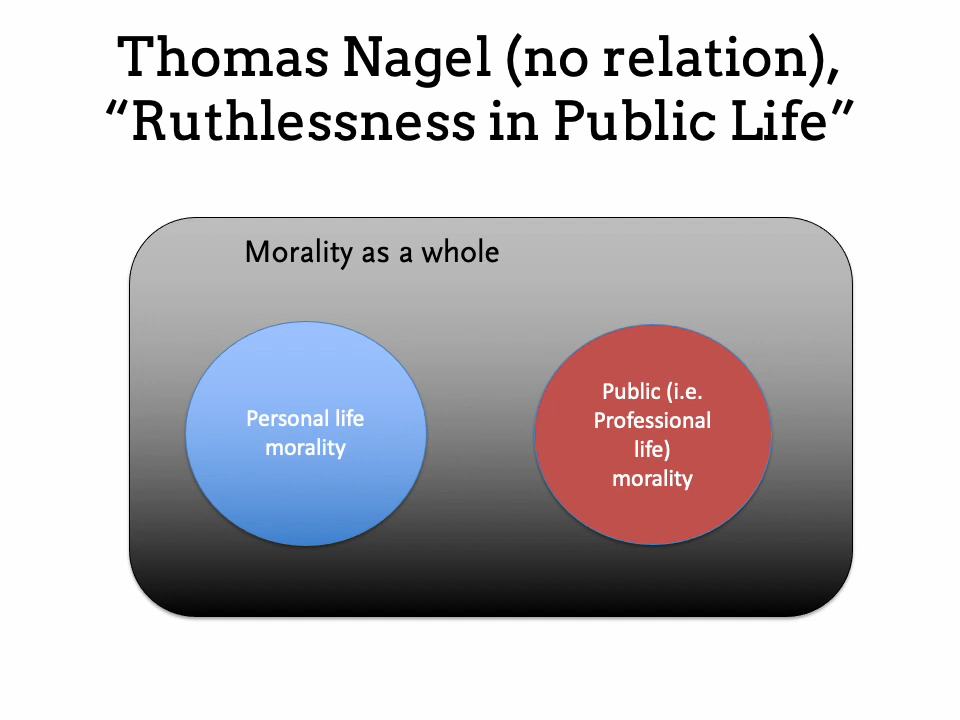 Thomas Nagel (no relation),
“Ruthlessness in Public Life”
Morality as a whole
Personal life
morality
Public (i.e.
Professional
life)
morality